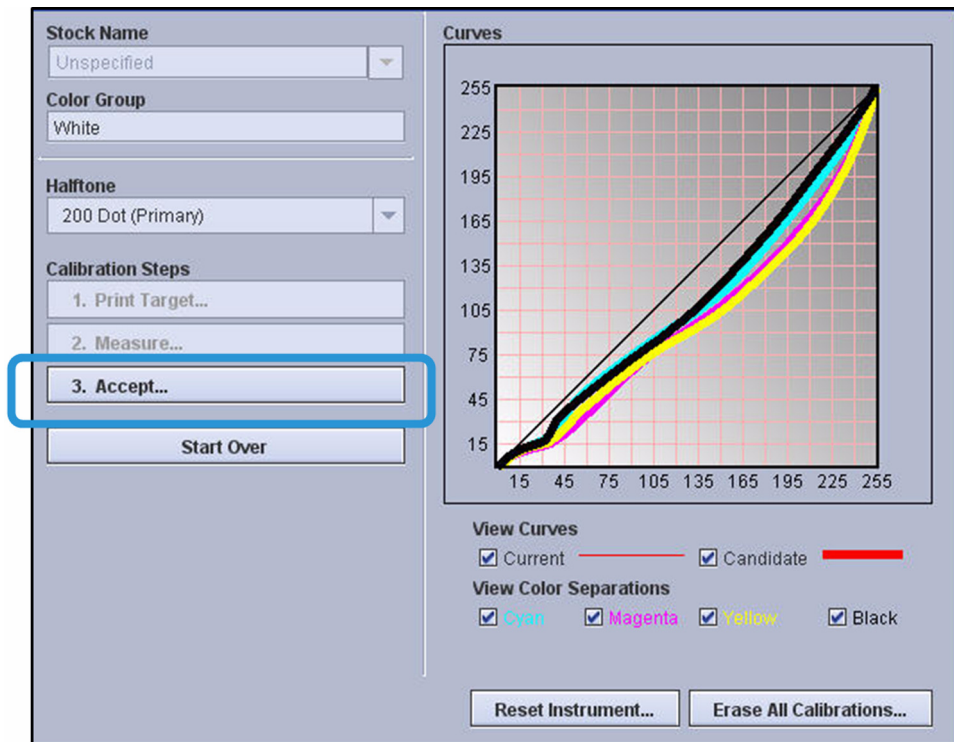 Stock Name
Unspecified
Color Group
White
Halftone
200 Dot (Primary)
Calibration Steps
1. Print Target...
2. Measure...
3. Accept...
Start Over
Curves
255
225
195
165
135
105
75
45
15
15 45 75 105 135 165 195 225 255
View Curves
Current Candidate
View Color Separations
Cyan Magenta Yellow Black
Reset Instrument... Erase All Calibrations...